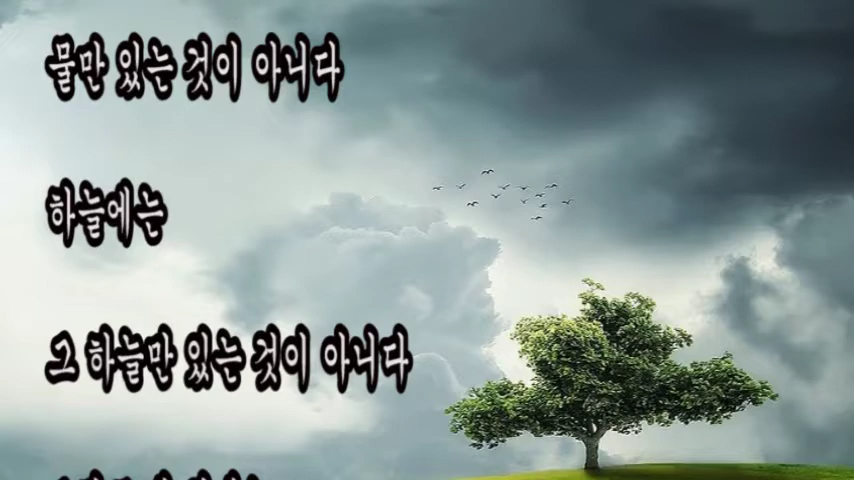 물만 있는 것이 아니다
하늘에는
그 하늘만 있는 것이 아니다